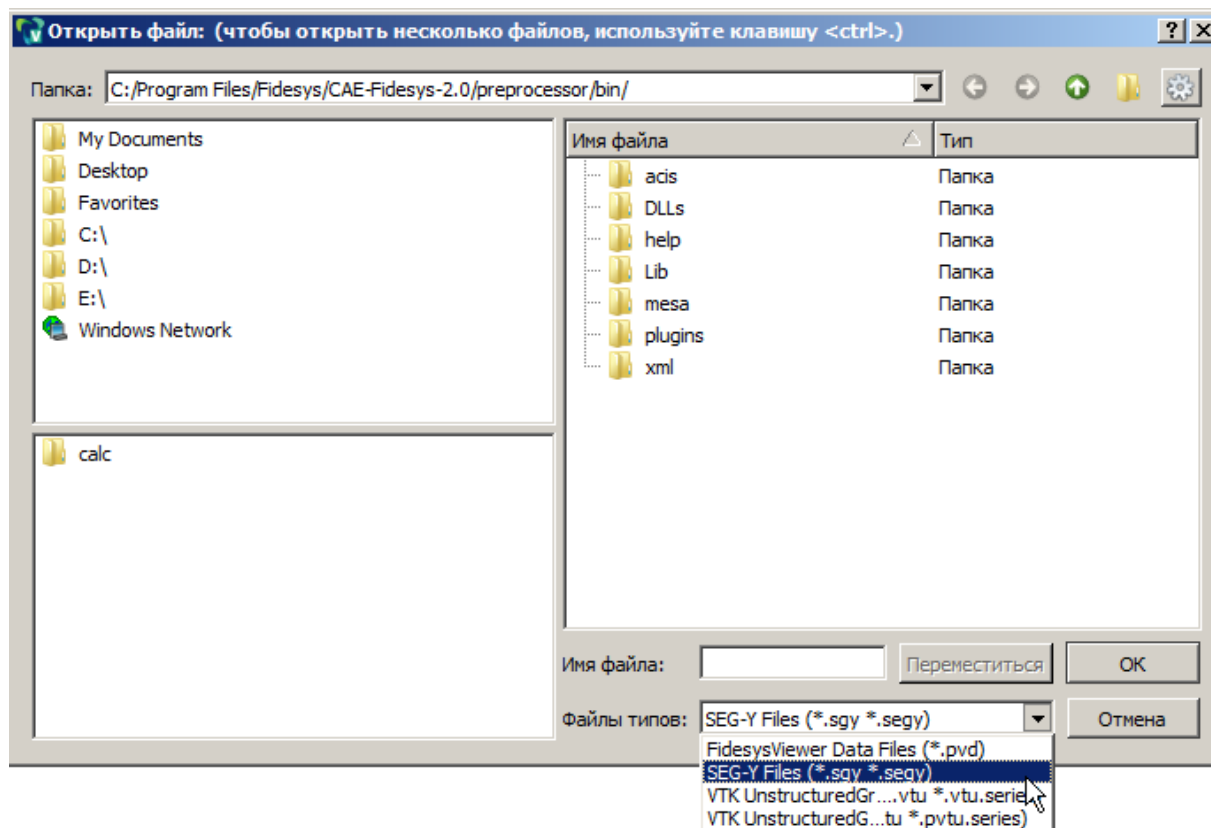 Открыть файл: (чтобы открыть несколько файлов, используйте клавишу <ctrl>.)
Папка: C:/Program Files/Fidesys/CAE-Fidesys-2.0/preprocessor/bin/
My Documents
Desktop
Favorites
C:\
D:\
E:\
Windows Network
calc
Имя файла Тип
acis Папка
DLLs Папка
help Папка
Lib Папка
mesa Папка
plugins Папка
xml Папка
Имя файла: Переместиться OK
Файлы типов: SEG-Y Files (*.sgy *.segy) Отмена
FidesysViewer Data Files (*.pvd)
SEG-Y Files (*.sgy *.segy)
VTK UnstructuredGr....vtu *.vtu.series
VTK UnstructuredG...tu *.pvtu.series)